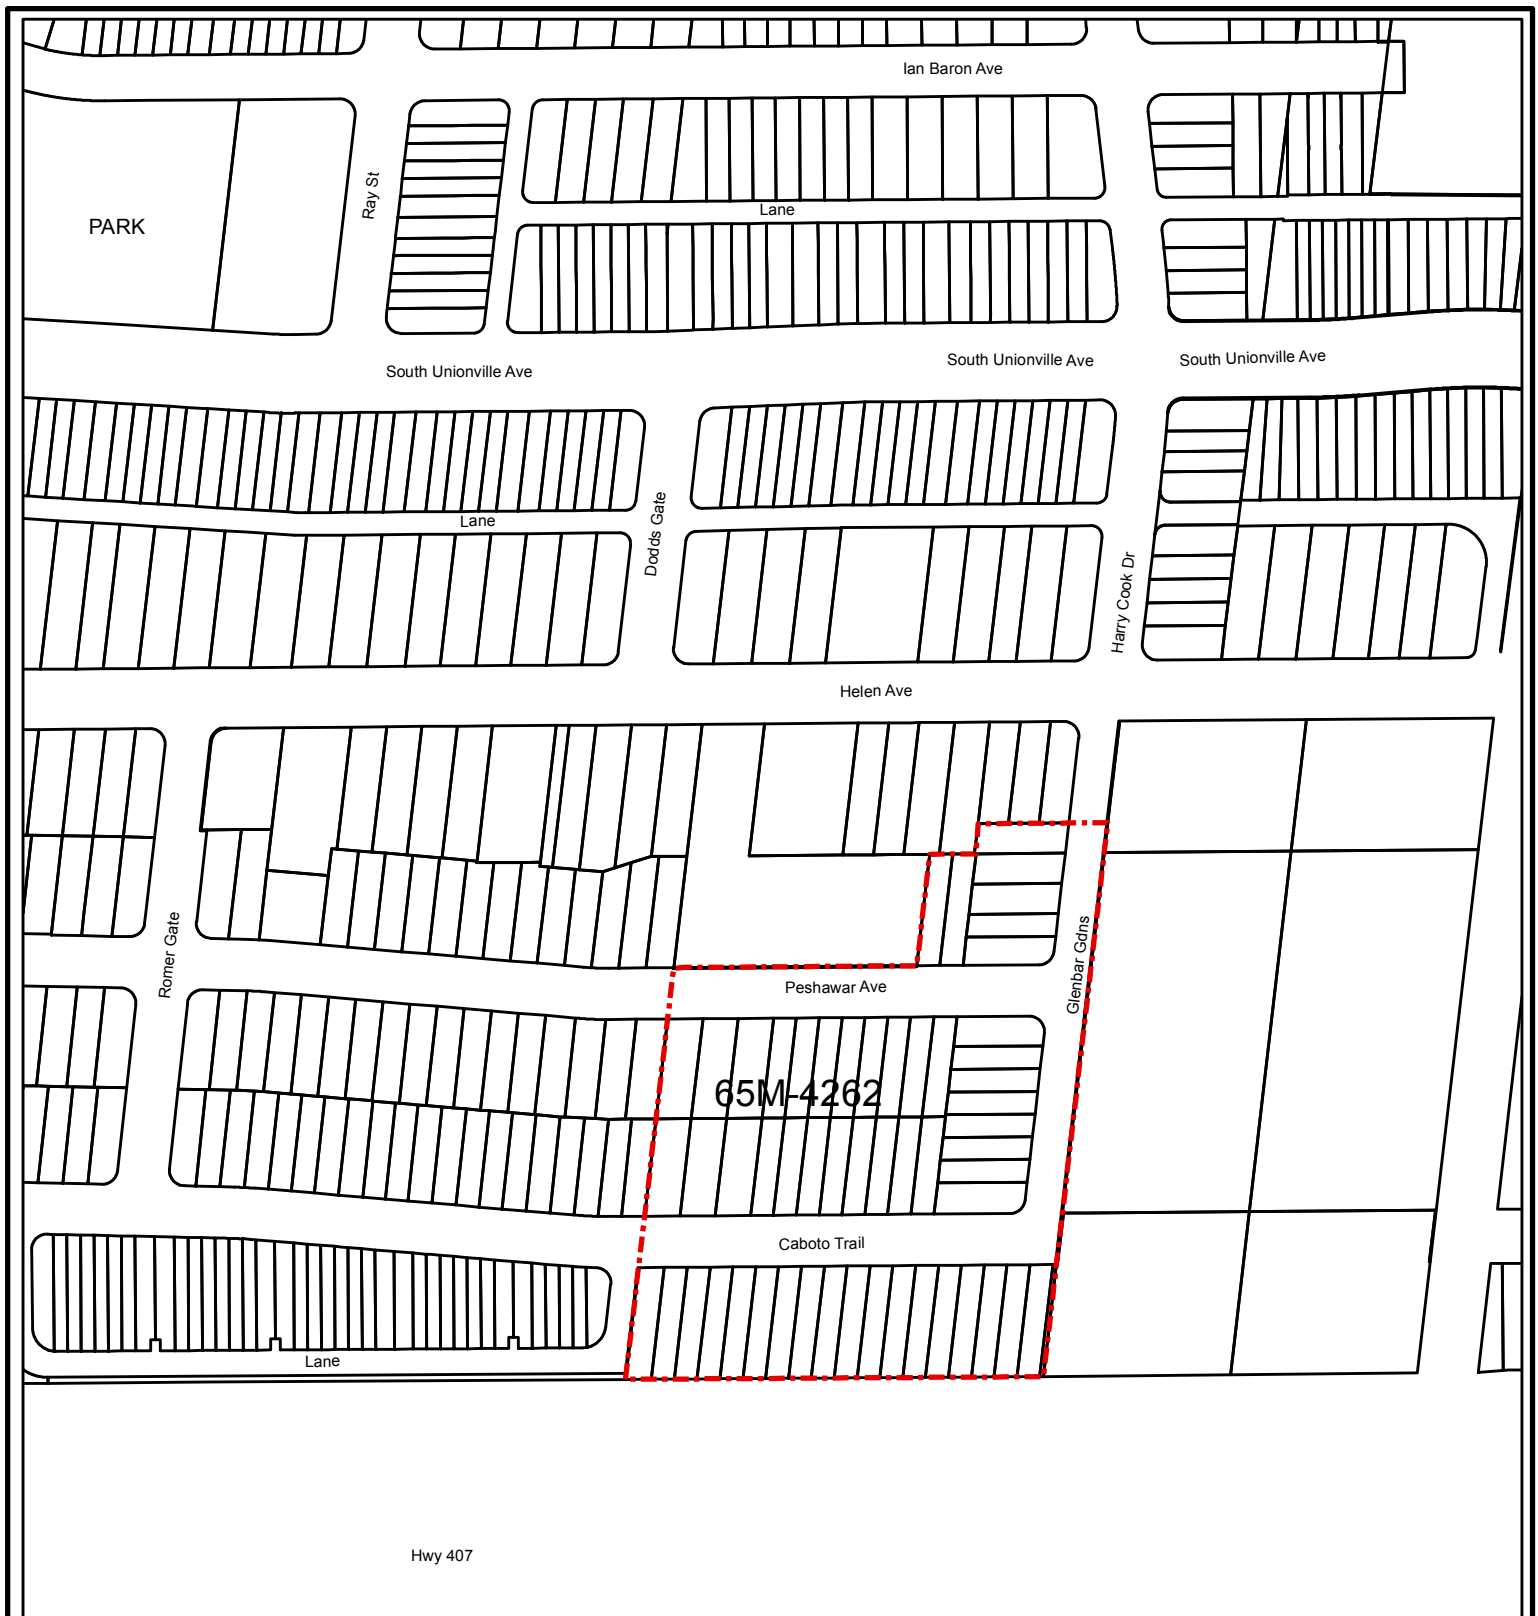 Ian Baron Ave
Ray St
Lane
PARK
South Unionville Ave
South Unionville Ave
South Unionville Ave
Lane
Dodds Gate
Harry Cook Dr
Helen Ave
Romer Gate
Glenbar Gdns
Peshawar Ave
65M-4262
Caboto Trail
Lane
Hwy 407